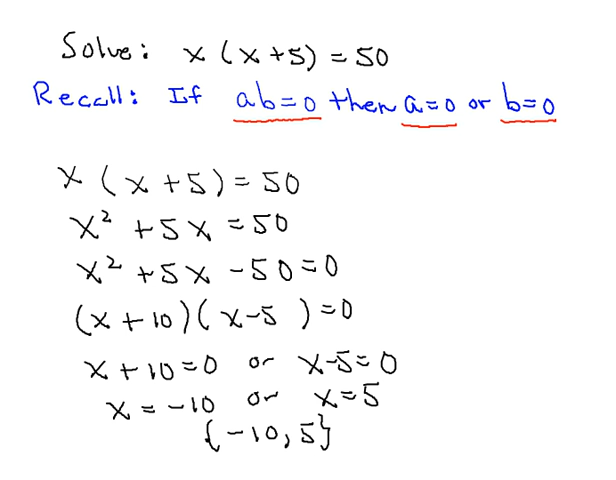 Solve: x (x+5) = 50
Recall: If ab=0 then a=0 or b=0
x (x+5) = 50
x² +5x = 50
x² +5x -50=0
(x+10)(x-5 )=0
x+10=0 or x-5=0
x = -10 or x=5
{-10,5}